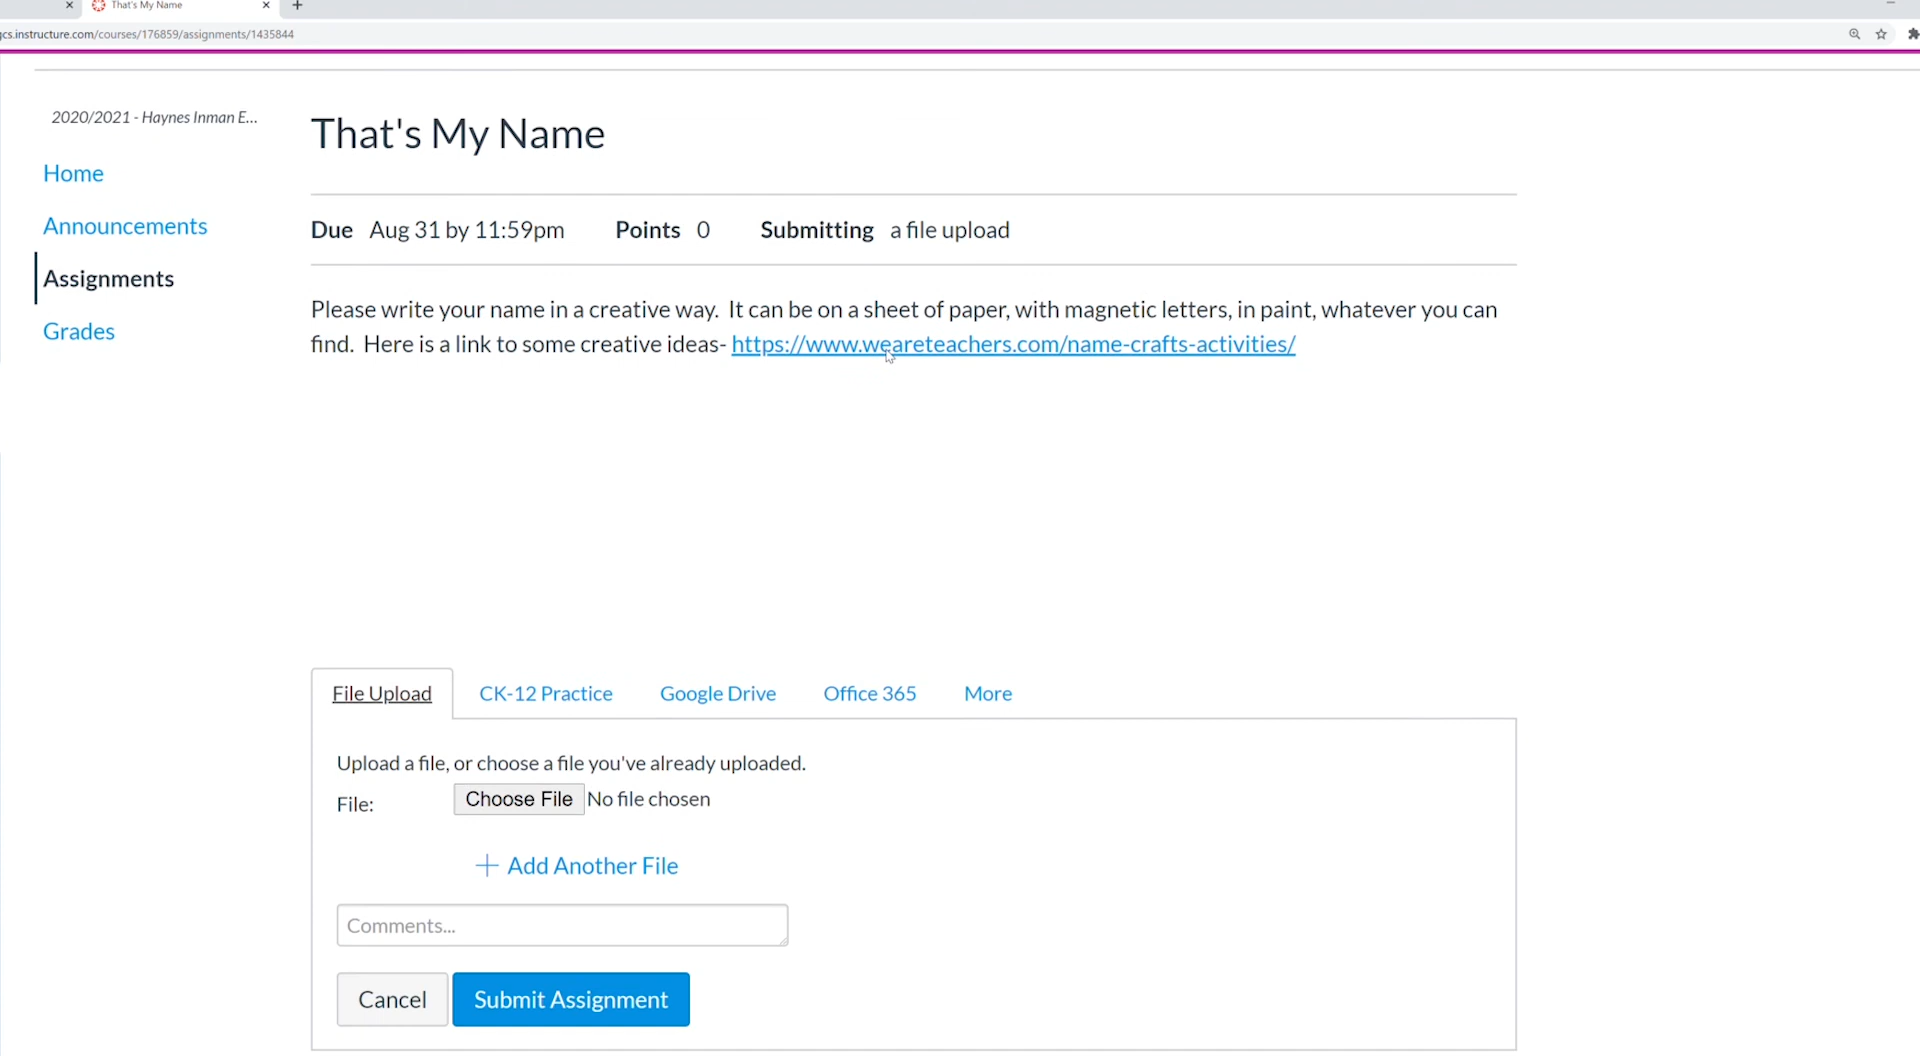 That's My Name
cs.instructure.com/courses/176859/assignments/1435844
2020/2021 - Haynes Inman E...
Home
Announcements
Assignments
Grades
That's My Name
Due Aug 31 by 11:59pm Points 0 Submitting a file upload
Please write your name in a creative way. It can be on a sheet of paper, with magnetic letters, in paint, whatever you can
find. Here is a link to some creative ideas- https://www.weareteachers.com/name-crafts-activities/
File Upload CK-12 Practice Google Drive Office 365 More
Upload a file, or choose a file you've already uploaded.
File: Choose File No file chosen
+ Add Another File
Comments...
Cancel Submit Assignment